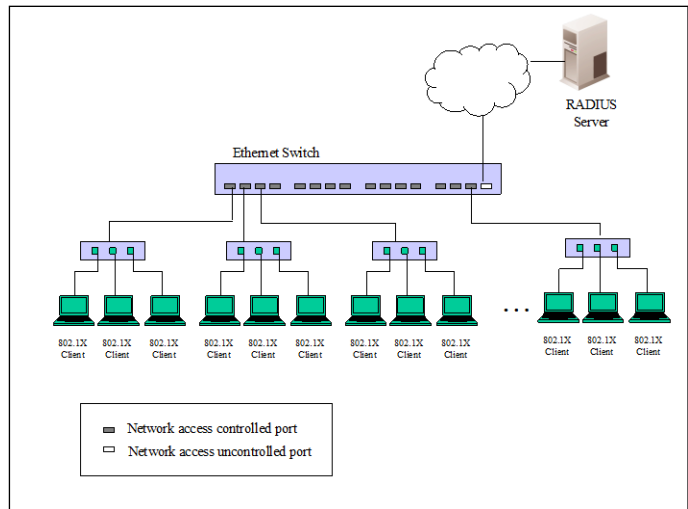 RADIUS
Server
Ethernet Switch
802.1X
Client
802.1X
Client
802.1X
Client
802.1X
Client
802.1X
Client
802.1X
Client
802.1X
Client
802.1X
Client
802.1X
Client
. . .
802.1X
Client
802.1X
Client
802.1X
Client
Network access controlled port
Network access uncontrolled port